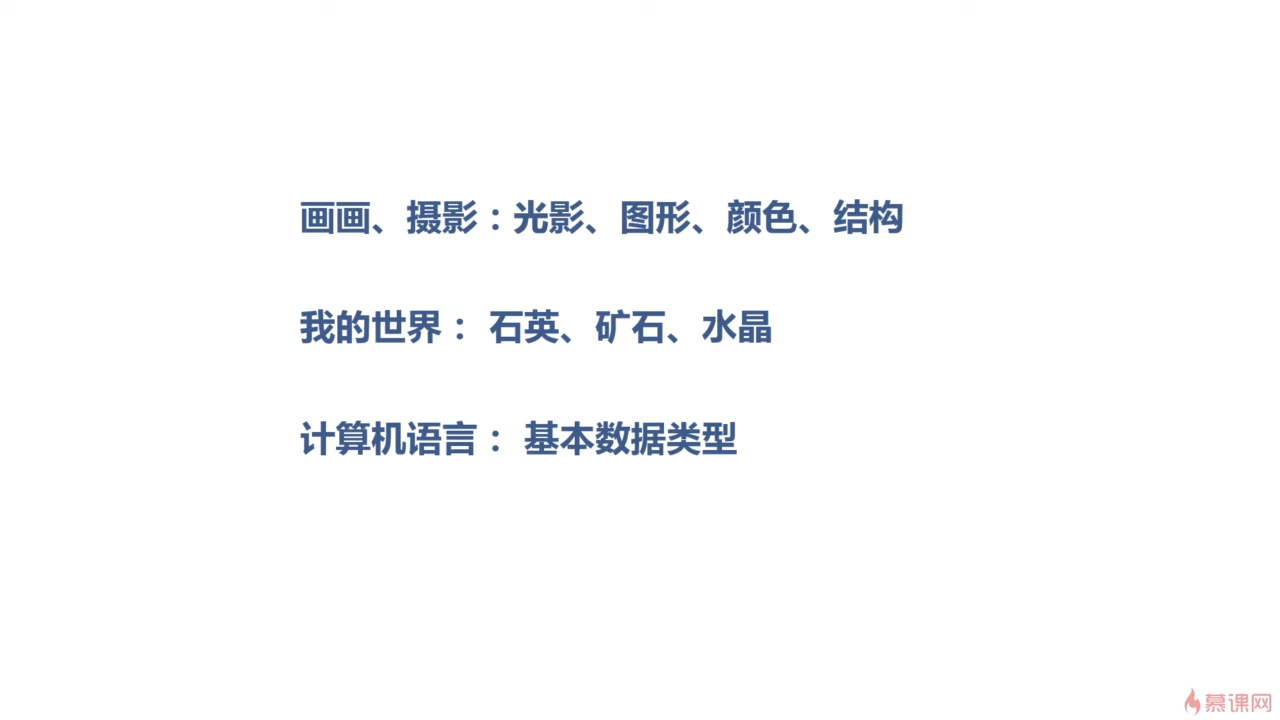 画画、摄影：光影、图形、颜色、结构
我的世界： 石英、矿石、水晶
计算机语言： 基本数据类型
慕课网